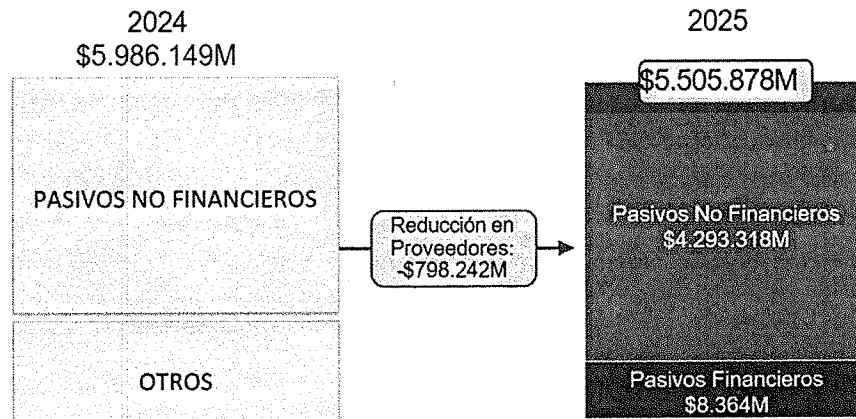 2024
$5.986.149M
PASIVOS NO FINANCIEROS
OTROS
Reducción en
Proveedores:
-$798.242M
2025
$5.505.878M
Pasivos No Financieros
$4.293.318M
Pasivos Financieros
$8.364M